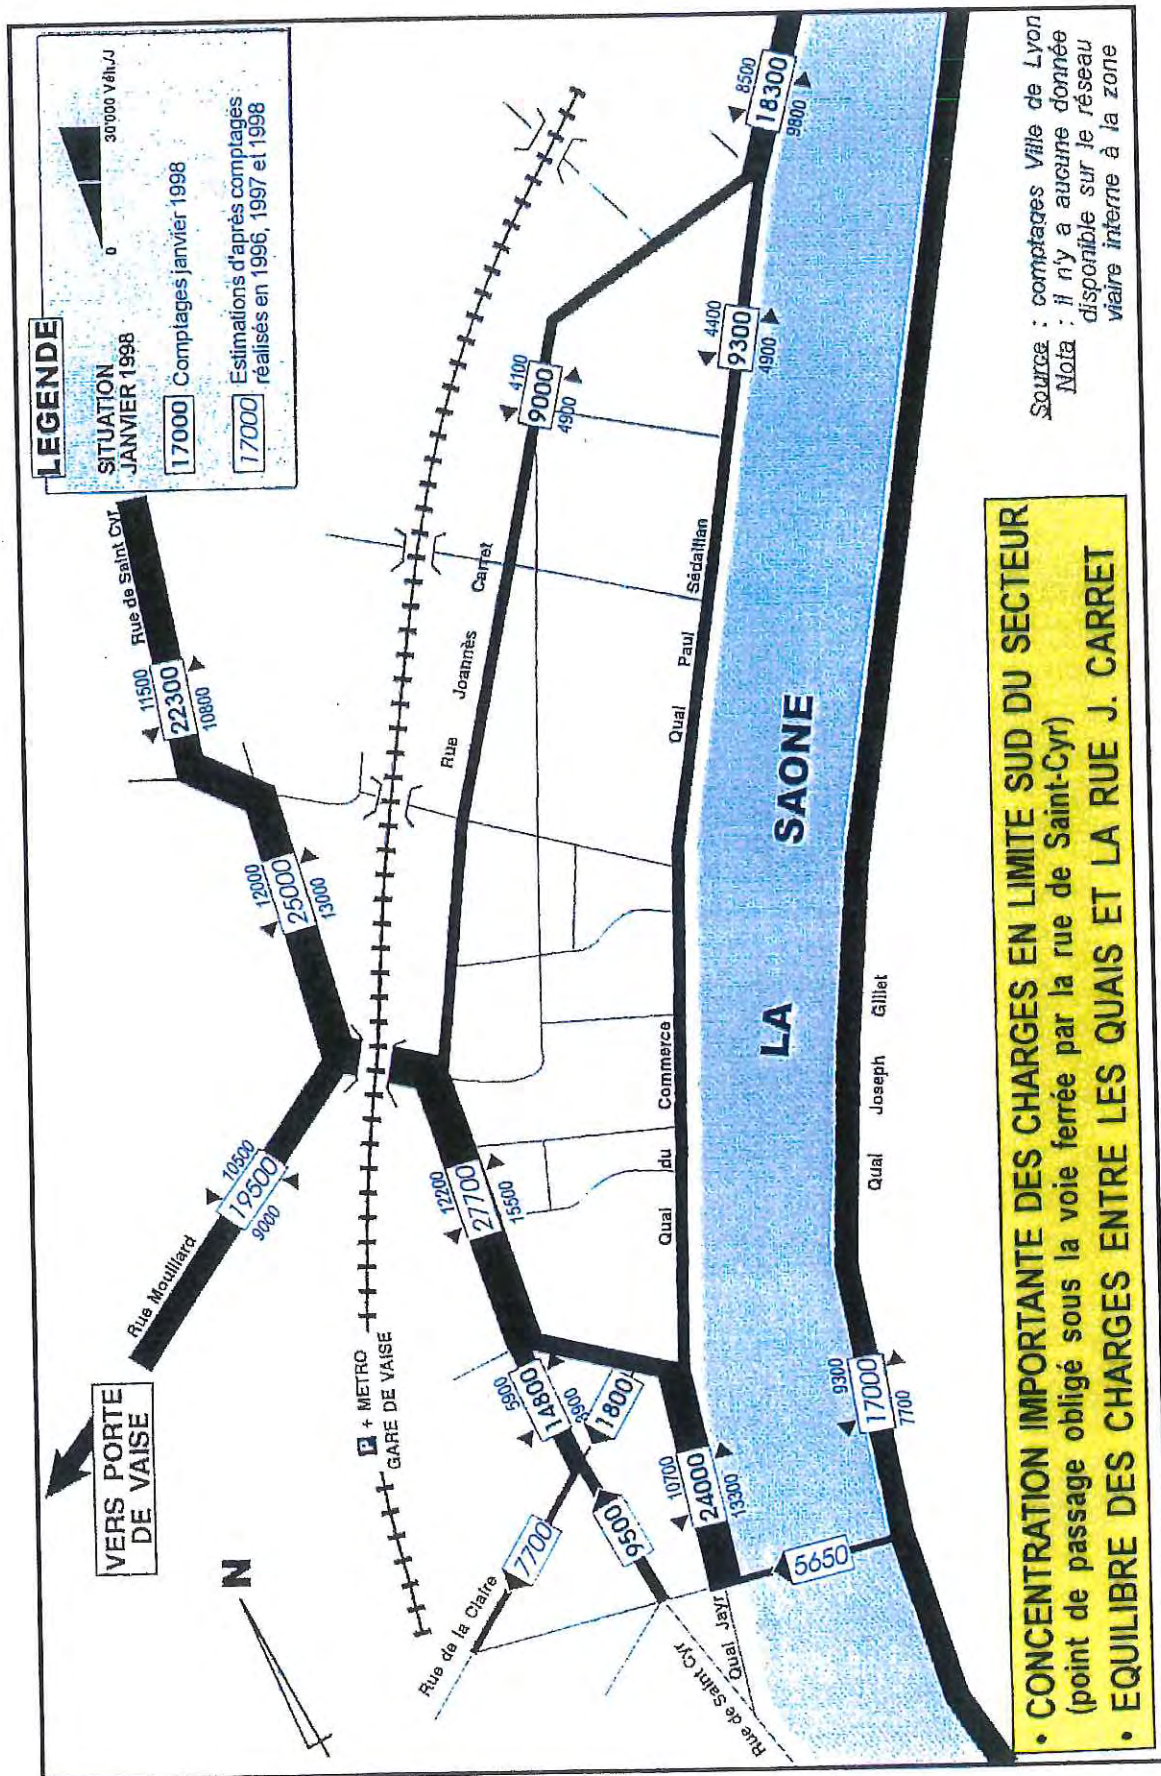 LEGENDE
SITUATION
JANVIER 1998
0
30'000 Véh./J
17000 Comptages janvier 1998
17000 Estimations d'après comptages
réalisés en 1996, 1997 et 1998
VERS PORTE
DE VAISE
N
Rue Mouillard
10500
19500
9000
Rue de Saint Cyr
11500
22300
10800
12000
25000
13000
P + METRO
GARE DE VAISE
12200
27700
15500
Rue Joannès Carret
4100
9000
4900
5900
14800
8900
1800
Rue de la Claire
7700
9500
Rue de Saint Cyr
Quai Jayr
10700
24000
13300
5650
Quai du Commerce
Quai Paul Sédallian
4400
9300
4900
8500
18300
9800
LA SAONE
Quai Joseph Gillet
9300
17000
7700
Source : comptages Ville de Lyon
Nota : il n'y a aucune donnée
disponible sur le réseau
viaire interne à la zone
• CONCENTRATION IMPORTANTE DES CHARGES EN LIMITE SUD DU SECTEUR
(point de passage obligé sous la voie ferrée par la rue de Saint-Cyr)
• EQUILIBRE DES CHARGES ENTRE LES QUAIS ET LA RUE J. CARRET